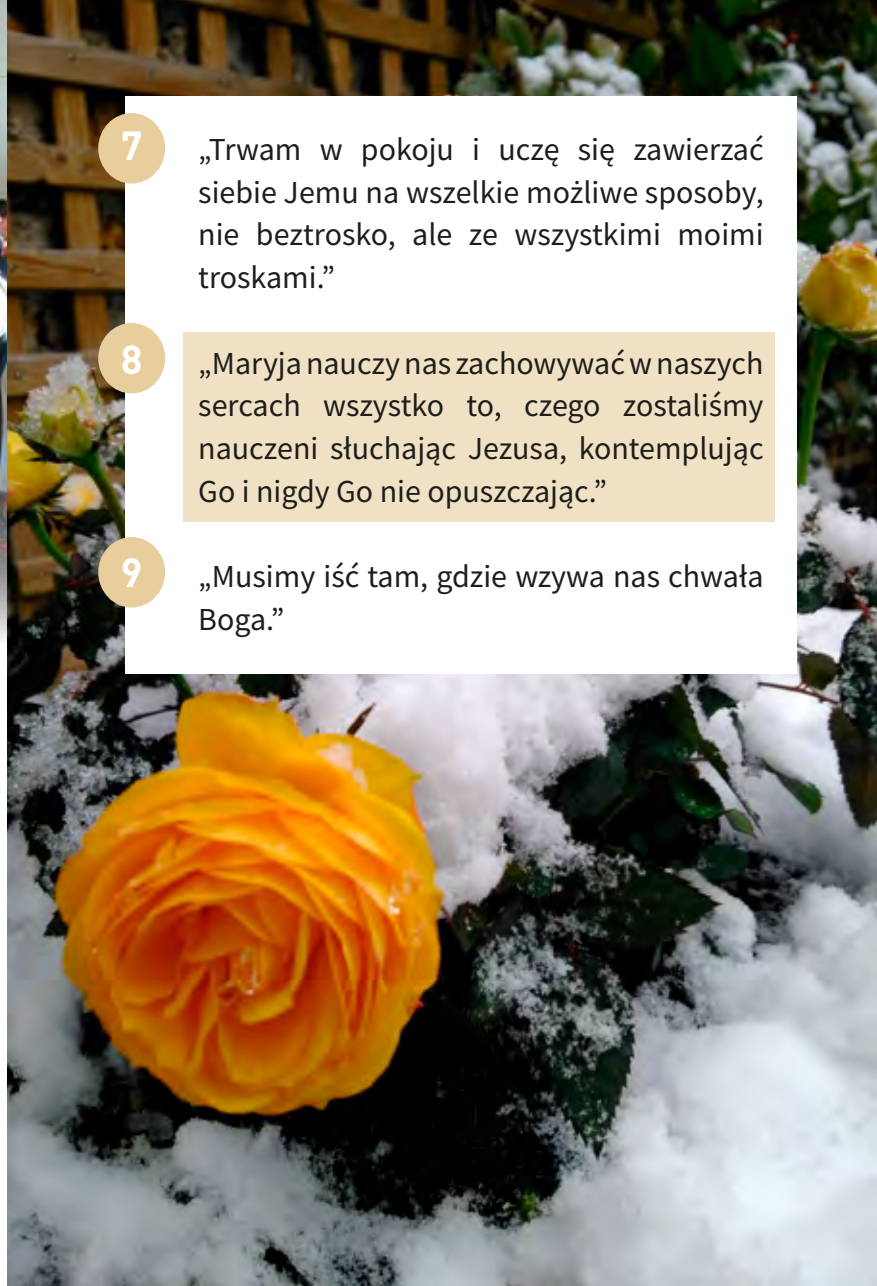 7
„Trwam w pokoju i uczę się zawierzać
siebie Jemu na wszelkie możliwe sposoby,
nie beztrosko, ale ze wszystkimi moimi
troskami.”
8
„Maryja nauczy nas zachowywać w naszych
sercach wszystko to, czego zostaliśmy
nauczeni słuchając Jezusa, kontemplując
Go i nigdy Go nie opuszczając.”
9
„Musimy iść tam, gdzie wzywa nas chwała
Boga.”